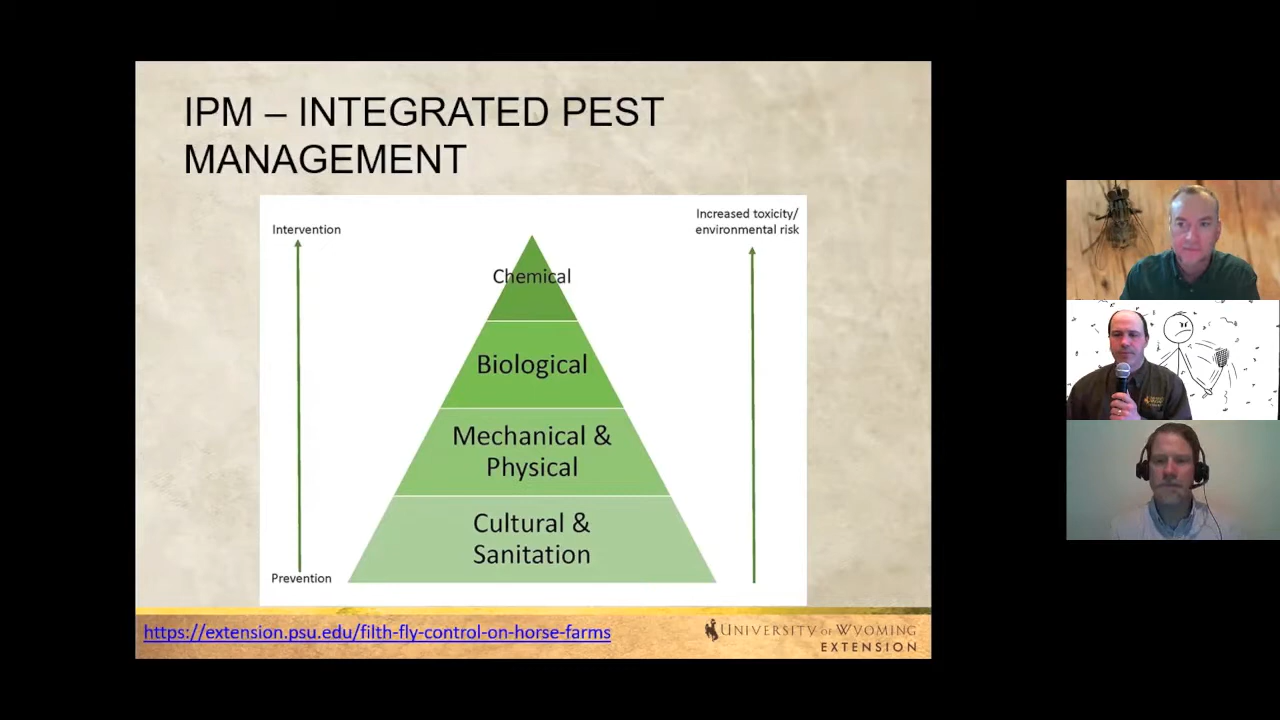 IPM – INTEGRATED PEST
MANAGEMENT
Intervention
Increased toxicity/
environmental risk
Chemical
Biological
Mechanical &
Physical
Cultural &
Sanitation
Prevention
https://extension.psu.edu/filth-fly-control-on-horse-farms
UNIVERSITY OF WYOMING
EXTENSION